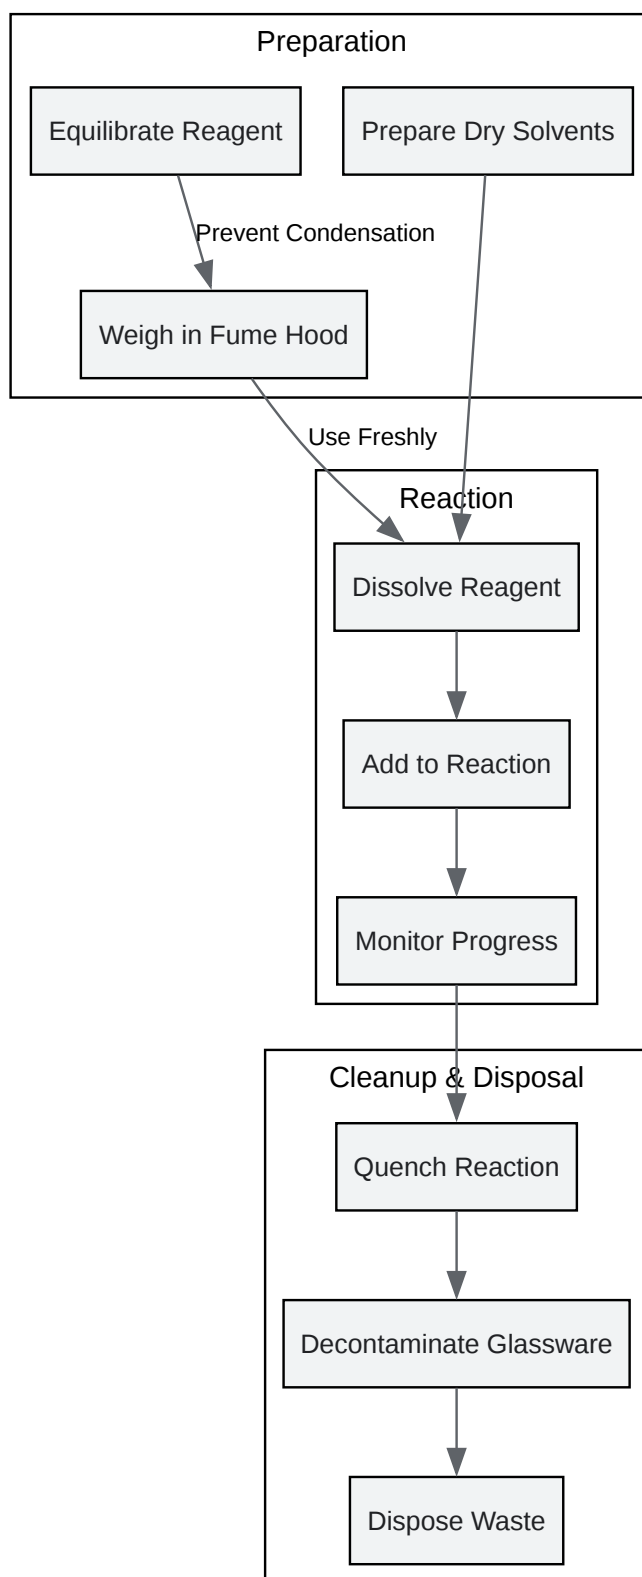 Preparation
Equilibrate Reagent
Prepare Dry Solvents
Prevent Condensation
Weigh in Fume Hood
Use Freshly
Reaction
Dissolve Reagent
Add to Reaction
Monitor Progress
Cleanup & Disposal
Quench Reaction
Decontaminate Glassware
Dispose Waste